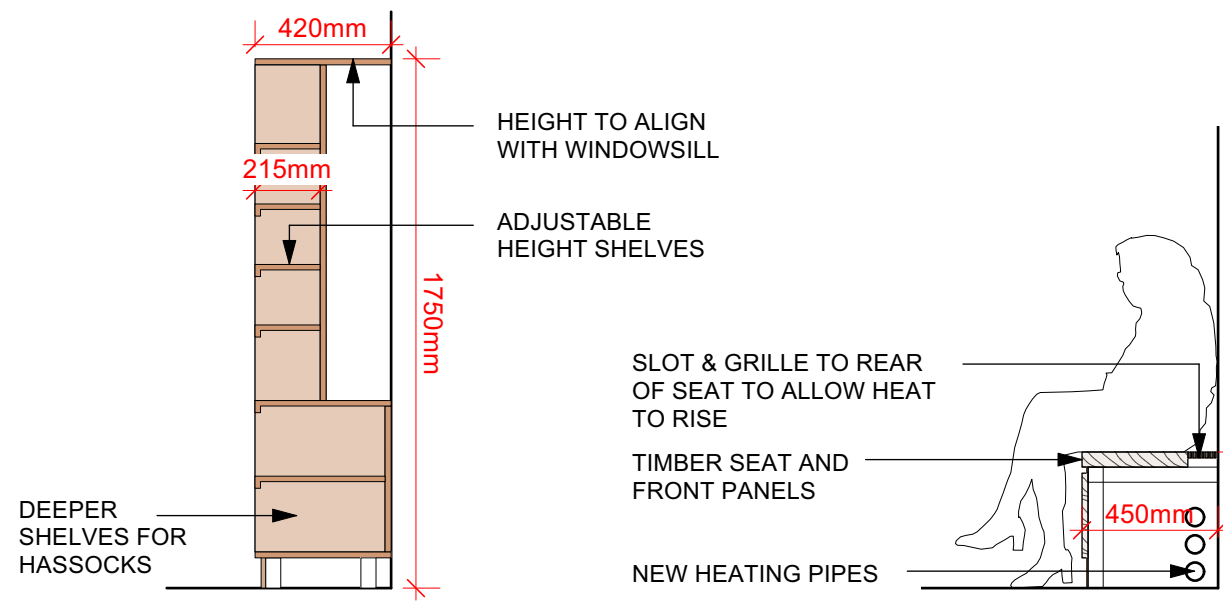 420mm
HEIGHT TO ALIGN
WITH WINDOWSILL
215mm
ADJUSTABLE
HEIGHT SHELVES
1750mm
DEEPER
SHELVES FOR
HASSOCKS
SLOT & GRILLE TO REAR
OF SEAT TO ALLOW HEAT
TO RISE
TIMBER SEAT AND
FRONT PANELS
450mm
NEW HEATING PIPES